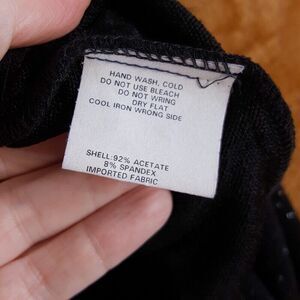 HAND WASH, COLD
DO NOT USE BLEACH
DO NOT WRING
DRY FLAT
COOL IRON WRONG SIDE
SHELL:92% ACETATE
8% SPANDEX
IMPORTED FABRIC